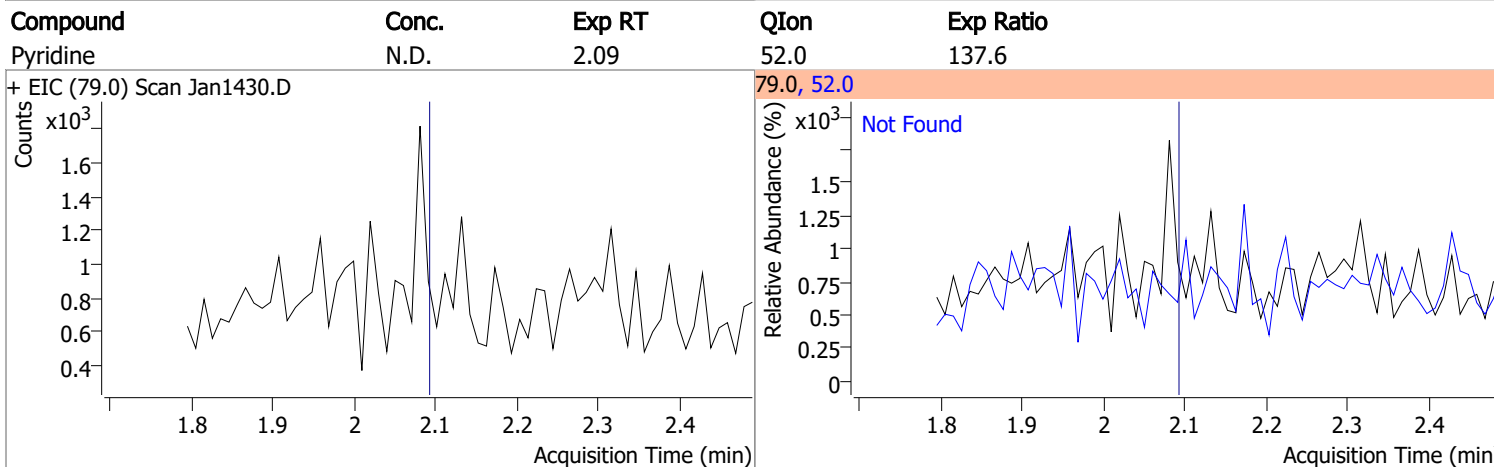 Compound Conc. Exp RT QIon Exp Ratio
Pyridine N.D. 2.09 52.0 137.6
+ EIC (79.0) Scan Jan1430.D
Counts
x10³
1.6
1.4
1.2
1
0.8
0.6
0.4
1.8 1.9 2 2.1 2.2 2.3 2.4
Acquisition Time (min)
79.0, 52.0
Relative Abundance (%)
x10³
Not Found
1.5
1.25
1
0.75
0.5
0.25
0
1.8 1.9 2 2.1 2.2 2.3 2.4
Acquisition Time (min